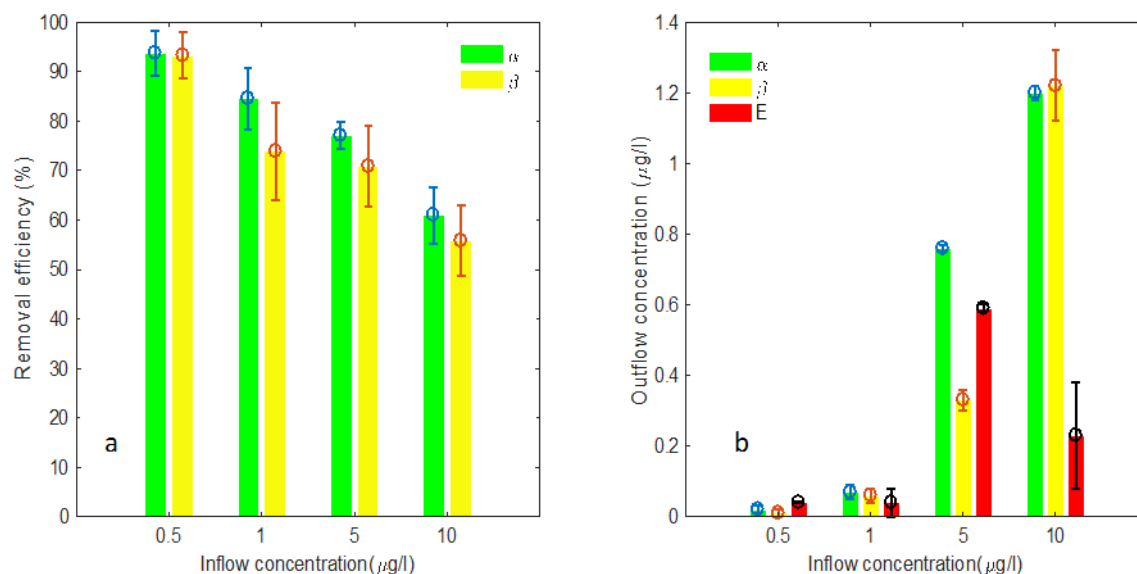 Removal efficiency (%)
100
90
80
70
60
50
40
30
20
10
0
α
β
a
0.5 1 5 10
Inflow concentration(μg/l)
Outflow concentration (μg/l)
1.4
1.2
1
0.8
0.6
0.4
0.2
0
α
β
E
b
0.5 1 5 10
Inflow concentration(μg/l)